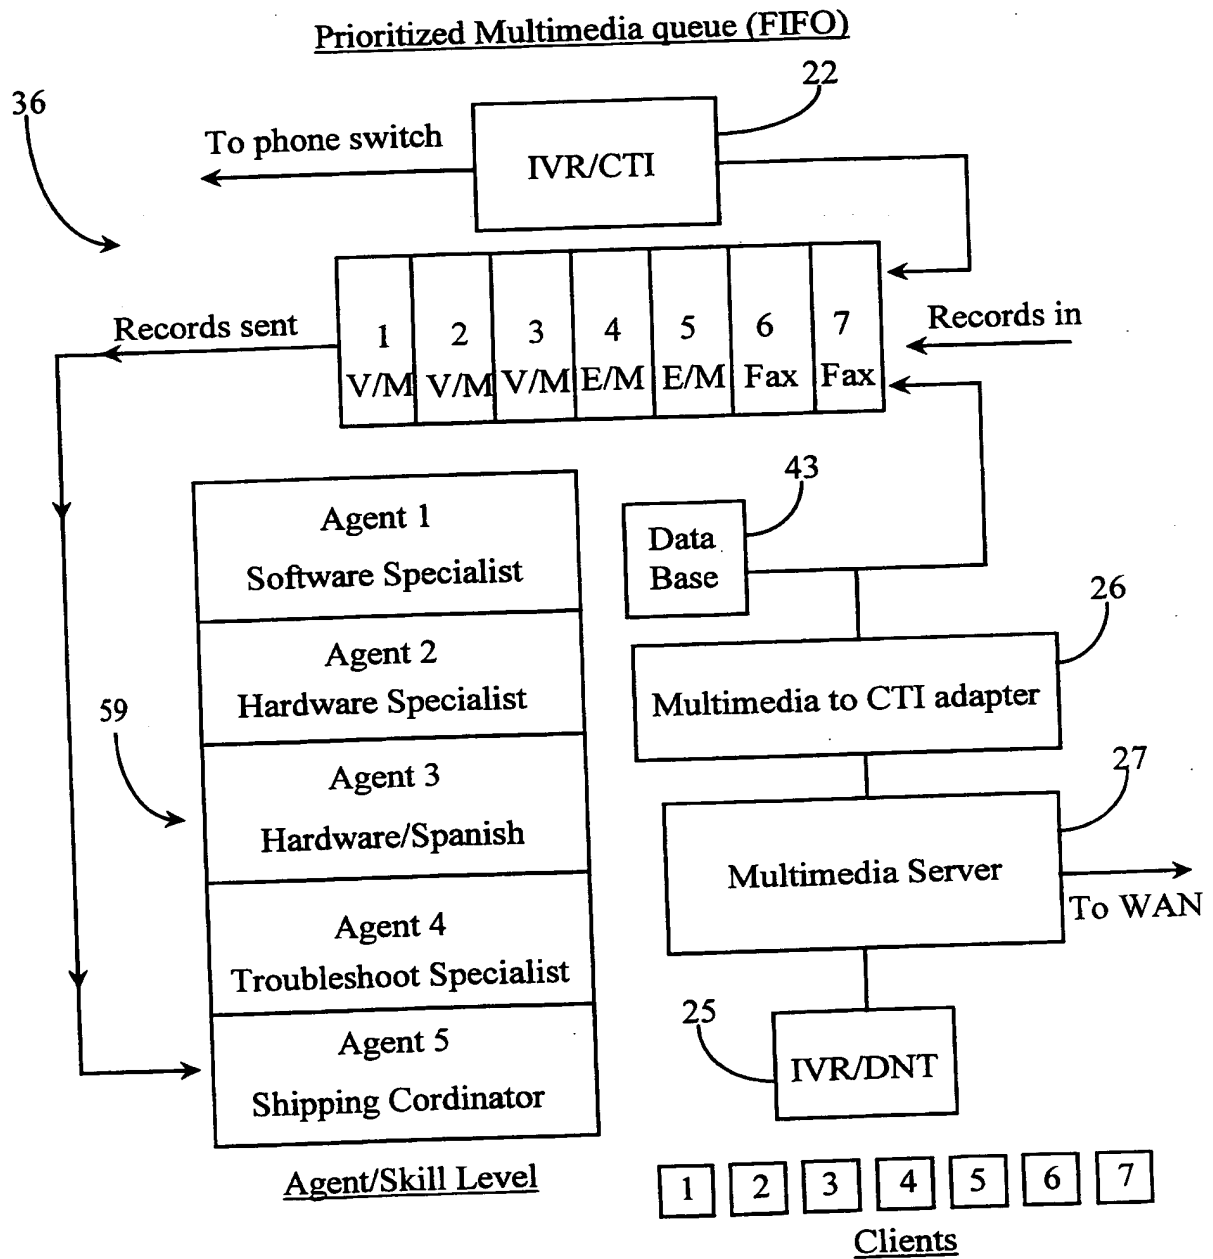 Prioritized Multimedia queue (FIFO)
22
36
To phone switch
IVR/CTI
Records sent
1 2 3 4 5 6 7
V/M V/M V/M E/M E/M Fax Fax
Records in
43
Agent 1
Software Specialist
Data
Base
26
Agent 2
Hardware Specialist
Multimedia to CTI adapter
59
27
Agent 3
Hardware/Spanish
Multimedia Server
To WAN
Agent 4
Troubleshoot Specialist
25
Agent 5
Shipping Cordinator
IVR/DNT
Agent/Skill Level
1 2 3 4 5 6 7
Clients